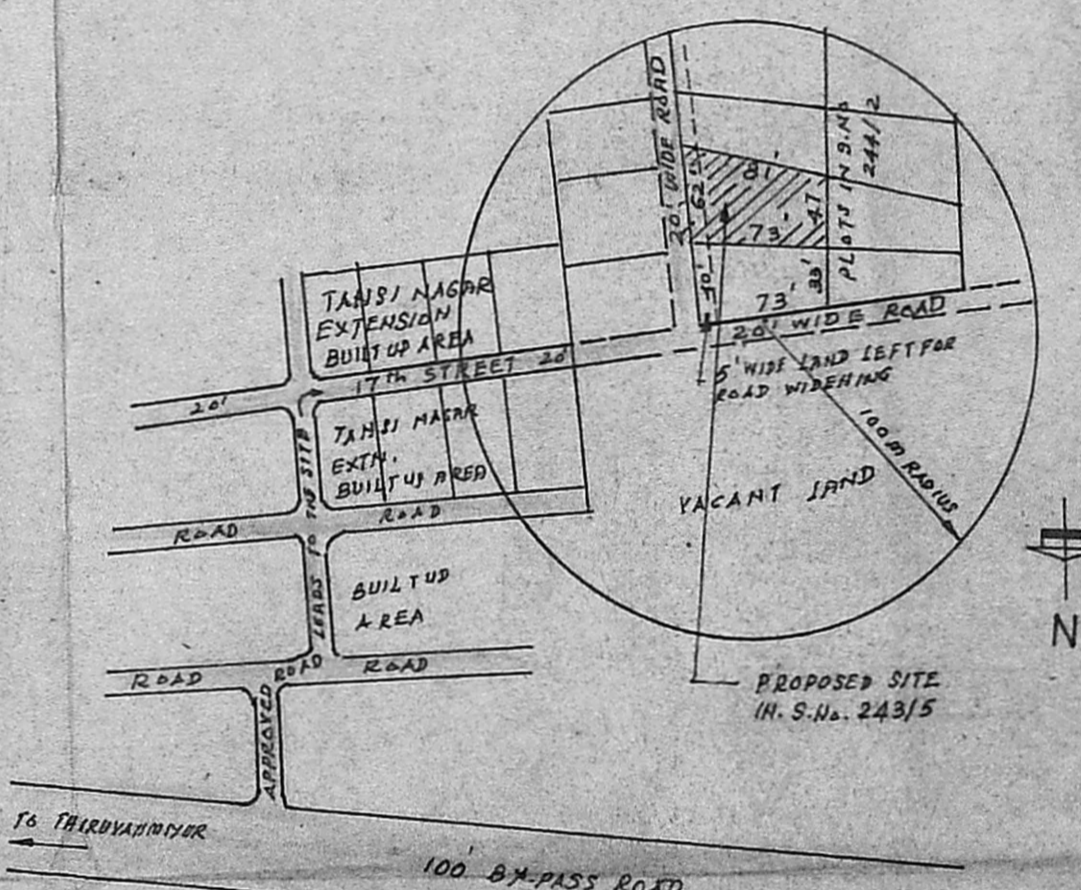 20' WIDE ROAD
PLOTS IN S.NO
244/2
81'
62'
47'
73'
33'
73'
20' WIDE ROAD
5' WIDE LAND LEFT FOR
ROAD WIDENING
100 M RADIUS
TANSI NAGAR
EXTENSION
BUILT UP AREA
17th STREET 20'
20'
TANSI NAGAR
EXTN.
BUILT UP AREA
VACANT LAND
ROAD
ROAD
BUILT UP
AREA
N
ROAD
ROAD
APPROVED ROAD LEADS TO THE SITE
PROPOSED SITE
IN. S.No. 243/5
TO THIRUVANMIYUR
100' BY-PASS ROAD